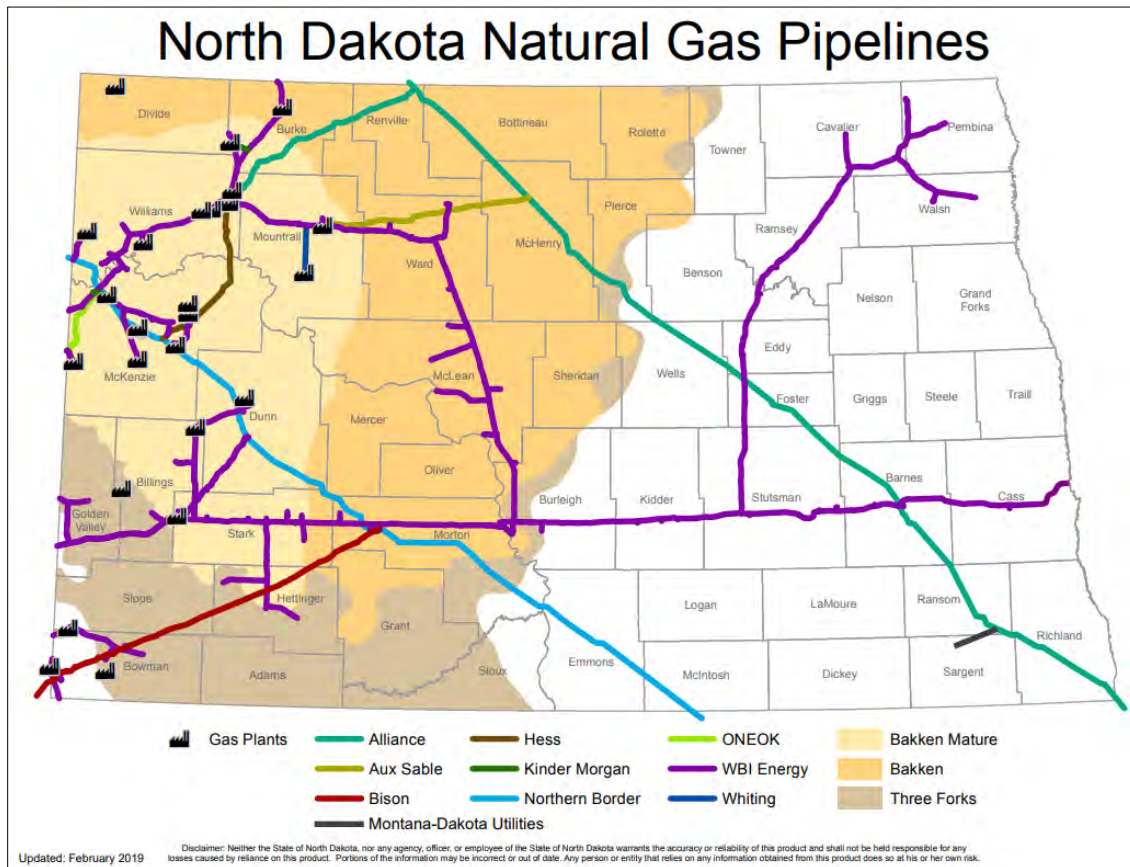 North Dakota Natural Gas Pipelines
Divide
Burke
Renville
Bottineau
Rolette
Towner
Cavalier
Pembina
Williams
Mountrail
Ward
McHenry
Pierce
Ramsey
Walsh
Benson
Nelson
Grand
Forks
McKenzie
McLean
Sheridan
Wells
Eddy
Foster
Griggs
Steele
Traill
Dunn
Mercer
Oliver
Billings
Golden
Valley
Stark
Morton
Burleigh
Kidder
Stutsman
Barnes
Cass
Slope
Hettinger
Grant
Logan
LaMoure
Ransom
Richland
Bowman
Adams
Sioux
Emmons
McIntosh
Dickey
Sargent
Gas Plants
Alliance
Hess
ONEOK
Bakken Mature
Aux Sable
Kinder Morgan
WBI Energy
Bakken
Bison
Northern Border
Whiting
Three Forks
Montana-Dakota Utilities
Updated: February 2019
Disclaimer: Neither the State of North Dakota, nor any agency, officer, or employee of the State of North Dakota warrants the accuracy or reliability of this product and shall not be held responsible for any
losses caused by reliance on this product. Portions of the information may be incorrect or out of date. Any person or entity that relies on any information obtained from this product does so at his or her own risk.